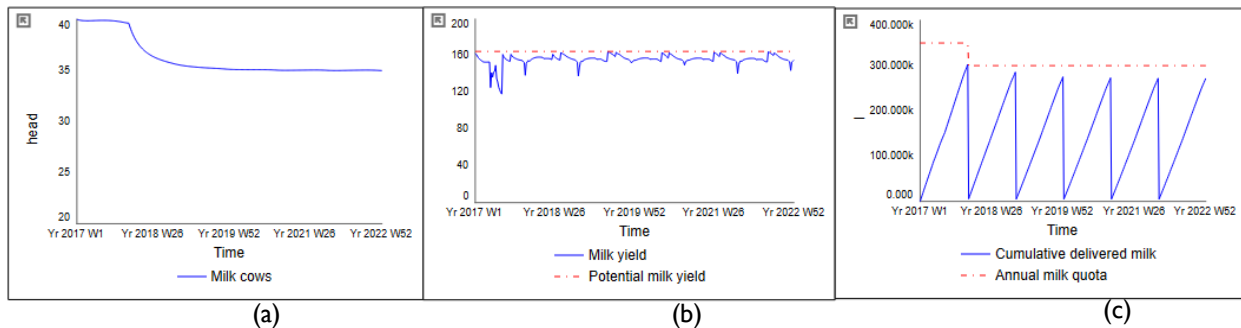 40
35
30
25
20
head
Yr 2017 W1 Yr 2018 W26 Yr 2019 W52 Yr 2021 W26 Yr 2022 W52
Time
Milk cows
(a)
200
160
120
80
40
0
Yr 2017 W1 Yr 2018 W26 Yr 2019 W52 Yr 2021 W26 Yr 2022 W52
Time
Milk yield
Potential milk yield
(b)
400.000k
300.000k
200.000k
100.000k
0.000
l
Yr 2017 W1 Yr 2018 W26 Yr 2019 W52 Yr 2021 W26 Yr 2022 W52
Time
Cumulative delivered milk
Annual milk quota
(c)